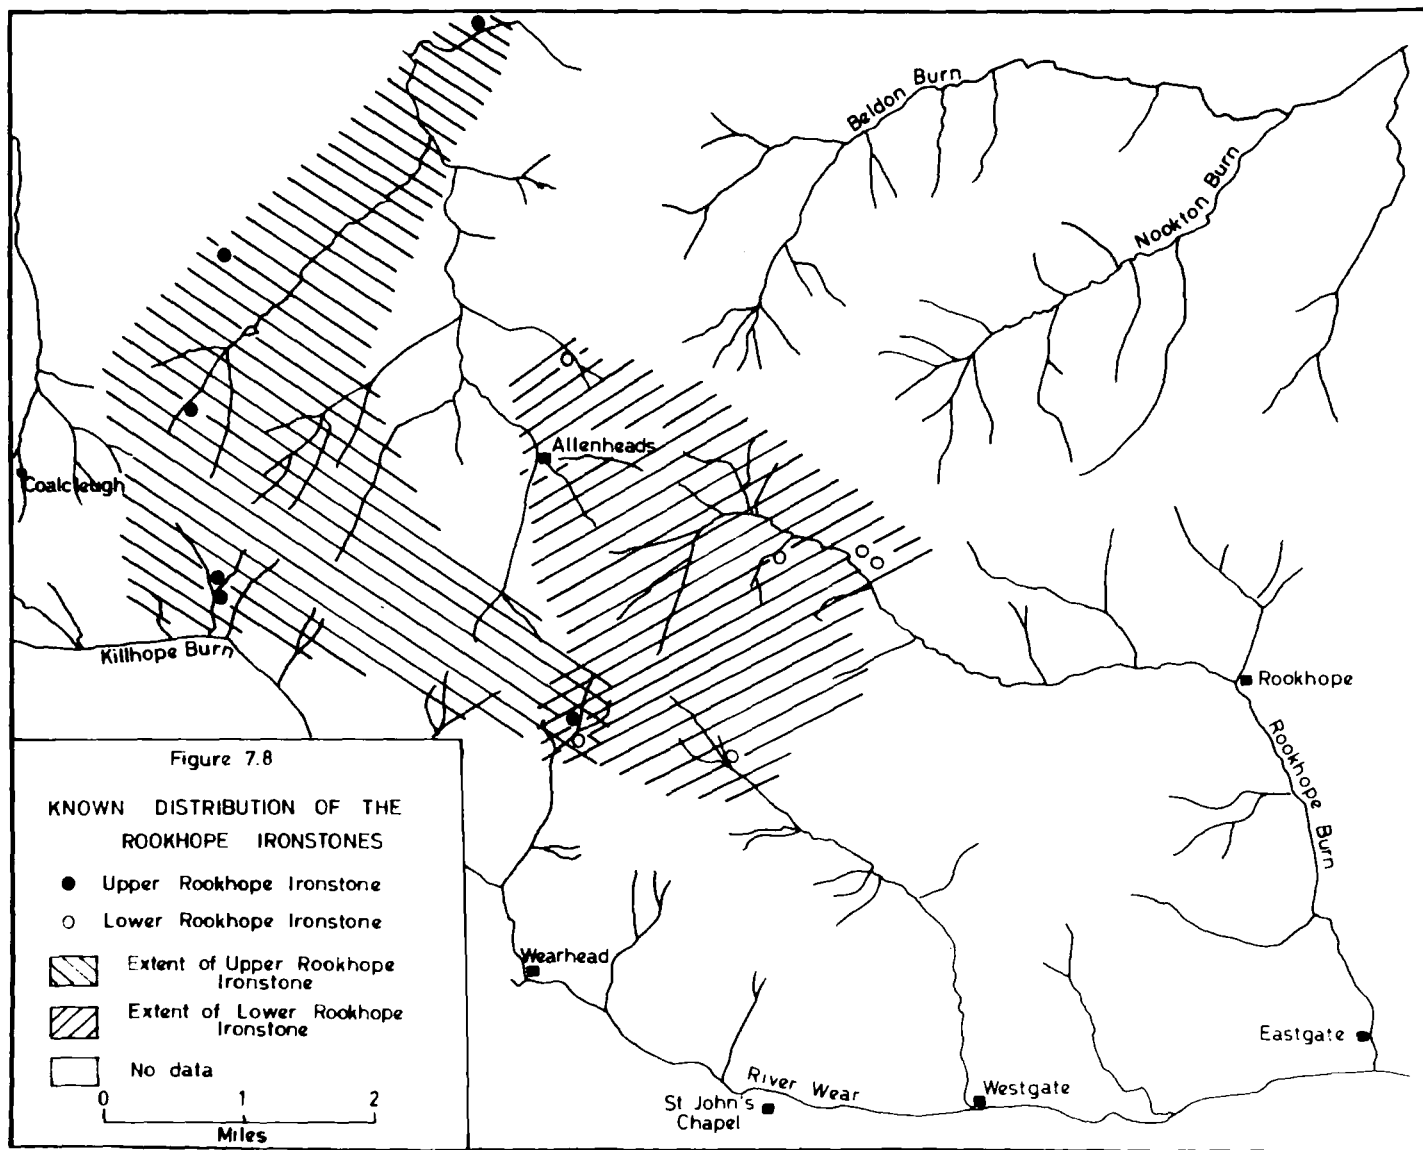 Beldon Burn
Nookton Burn
Allenheads
Coalcleugh
Killhope Burn
Rookhope
Rookhope Burn
Wearhead
Eastgate
River Wear
Westgate
St John's
Chapel
Figure 7.8
KNOWN DISTRIBUTION OF THE
ROOKHOPE IRONSTONES
Upper Rookhope Ironstone
Lower Rookhope Ironstone
Extent of Upper Rookhope
Ironstone
Extent of Lower Rookhope
Ironstone
No data
0 1 2
Miles